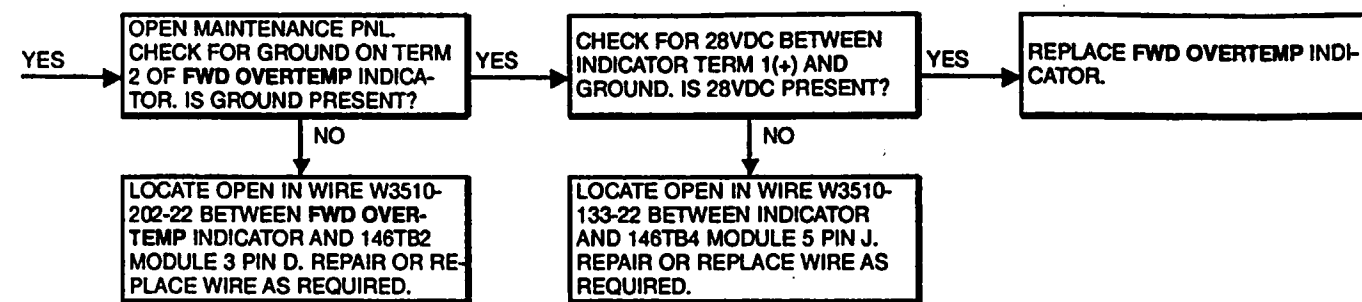 YES
OPEN MAINTENANCE PNL.
CHECK FOR GROUND ON TERM
2 OF FWD OVERTEMP INDICA-
TOR. IS GROUND PRESENT?
YES
CHECK FOR 28VDC BETWEEN
INDICATOR TERM 1(+) AND
GROUND. IS 28VDC PRESENT?
YES
REPLACE FWD OVERTEMP INDI-
CATOR.
NO
NO
LOCATE OPEN IN WIRE W3510-
202-22 BETWEEN FWD OVER-
TEMP INDICATOR AND 146TB2
MODULE 3 PIN D. REPAIR OR RE-
PLACE WIRE AS REQUIRED.
LOCATE OPEN IN WIRE W3510-
133-22 BETWEEN INDICATOR
AND 146TB4 MODULE 5 PIN J.
REPAIR OR REPLACE WIRE AS
REQUIRED.